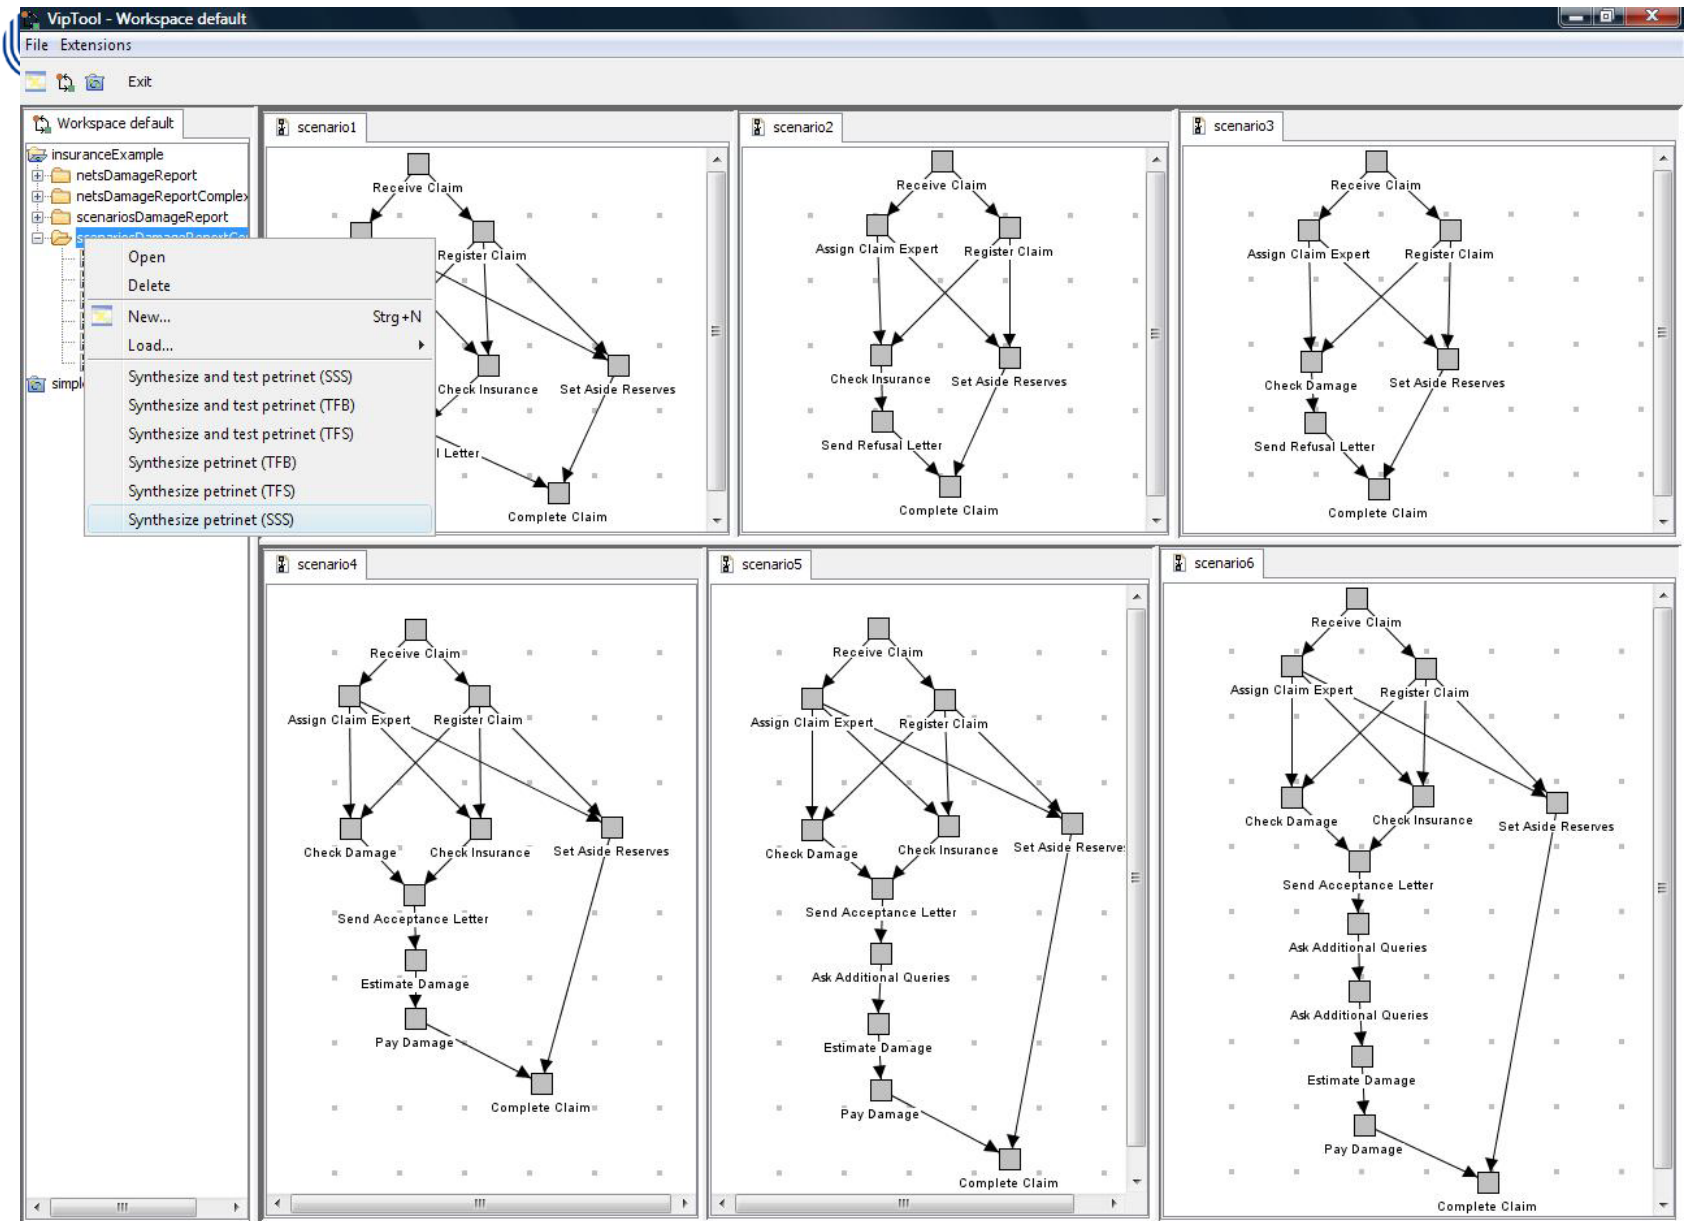 VipTool - Workspace default
File Extensions
Exit
Workspace default
insuranceExample
netsDamageReport
netsDamageReportComplex
scenariosDamageReport
Open
Delete
New... Strg+N
Load...
Synthesize and test petrinet (SSS)
Synthesize and test petrinet (TFB)
Synthesize and test petrinet (TFS)
Synthesize petrinet (TFB)
Synthesize petrinet (TFS)
Synthesize petrinet (SSS)
scenario1
Receive Claim
Register Claim
Check Insurance Set Aside Reserves
Letter
Complete Claim
scenario2
Receive Claim
Assign Claim Expert Register Claim
Check Insurance Set Aside Reserves
Send Refusal Letter
Complete Claim
scenario3
Receive Claim
Assign Claim Expert Register Claim
Check Damage Set Aside Reserves
Send Refusal Letter
Complete Claim
scenario4
Receive Claim
Assign Claim Expert Register Claim
Check Damage Check Insurance Set Aside Reserves
Send Acceptance Letter
Estimate Damage
Pay Damage
Complete Claim
scenario5
Receive Claim
Assign Claim Expert Register Claim
Check Damage Check Insurance Set Aside Reserve
Send Acceptance Letter
Ask Additional Queries
Estimate Damage
Pay Damage
Complete Claim
scenario6
Receive Claim
Assign Claim Expert Register Claim
Check Damage Check Insurance Set Aside Reserves
Send Acceptance Letter
Ask Additional Queries
Ask Additional Queries
Estimate Damage
Pay Damage
Complete Claim